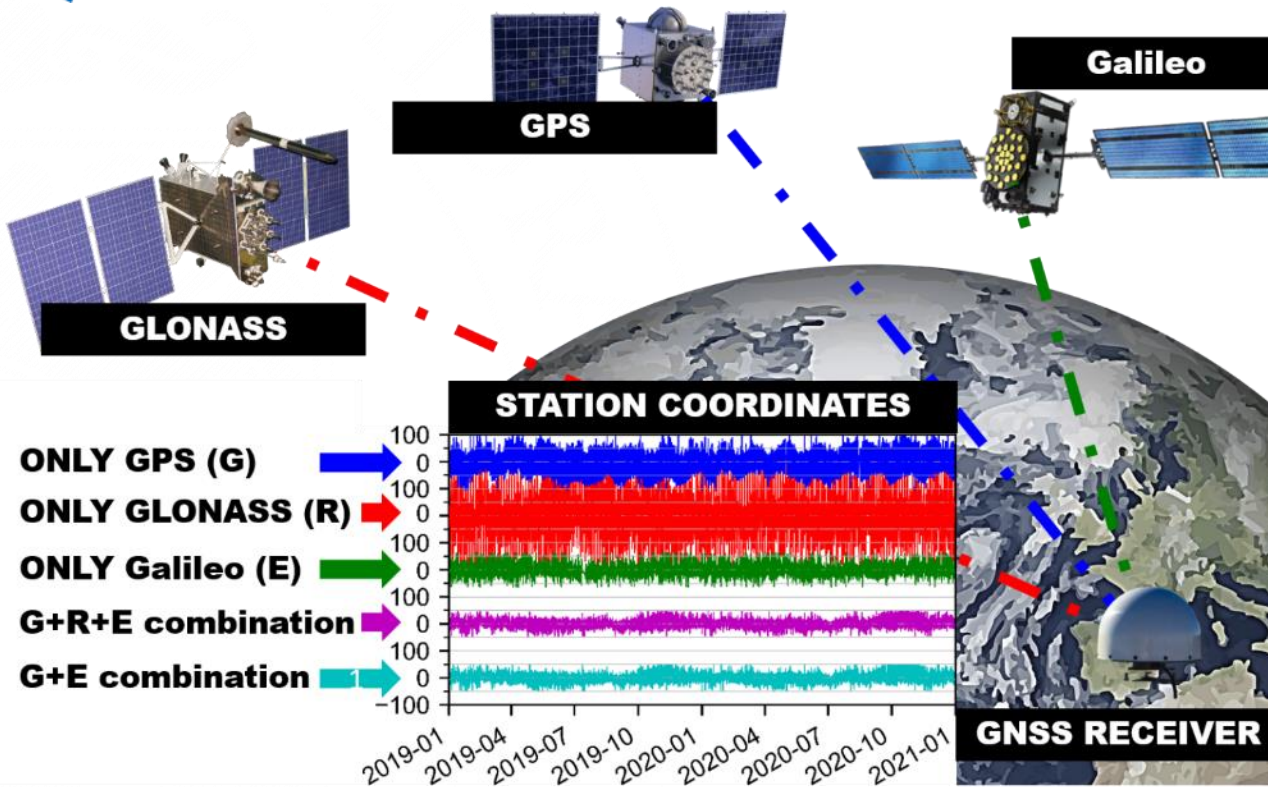 GPS
Galileo
GLONASS
STATION COORDINATES
ONLY GPS (G)
ONLY GLONASS (R)
ONLY Galileo (E)
G+R+E combination
G+E combination
1
100
0
100
0
100
0
100
0
100
0
−100
2019-01
2019-04
2019-07
2019-10
2020-01
2020-04
2020-07
2020-10
2021-01
GNSS RECEIVER